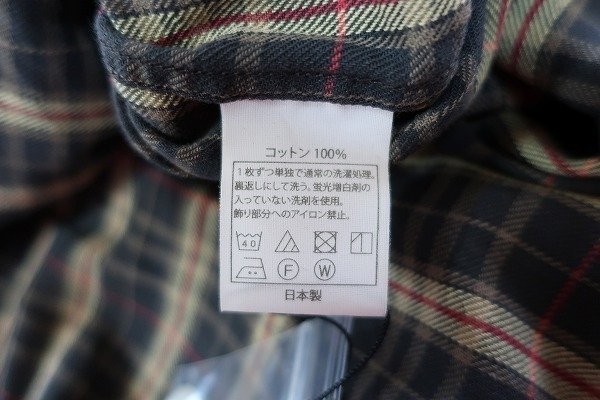 コットン 100%
1枚ずつ単独で通常の洗濯処理。
裏返しにして洗う。蛍光増白剤の
入っていない洗剤を使用。
飾り部分へのアイロン禁止。
40
F W
日本製